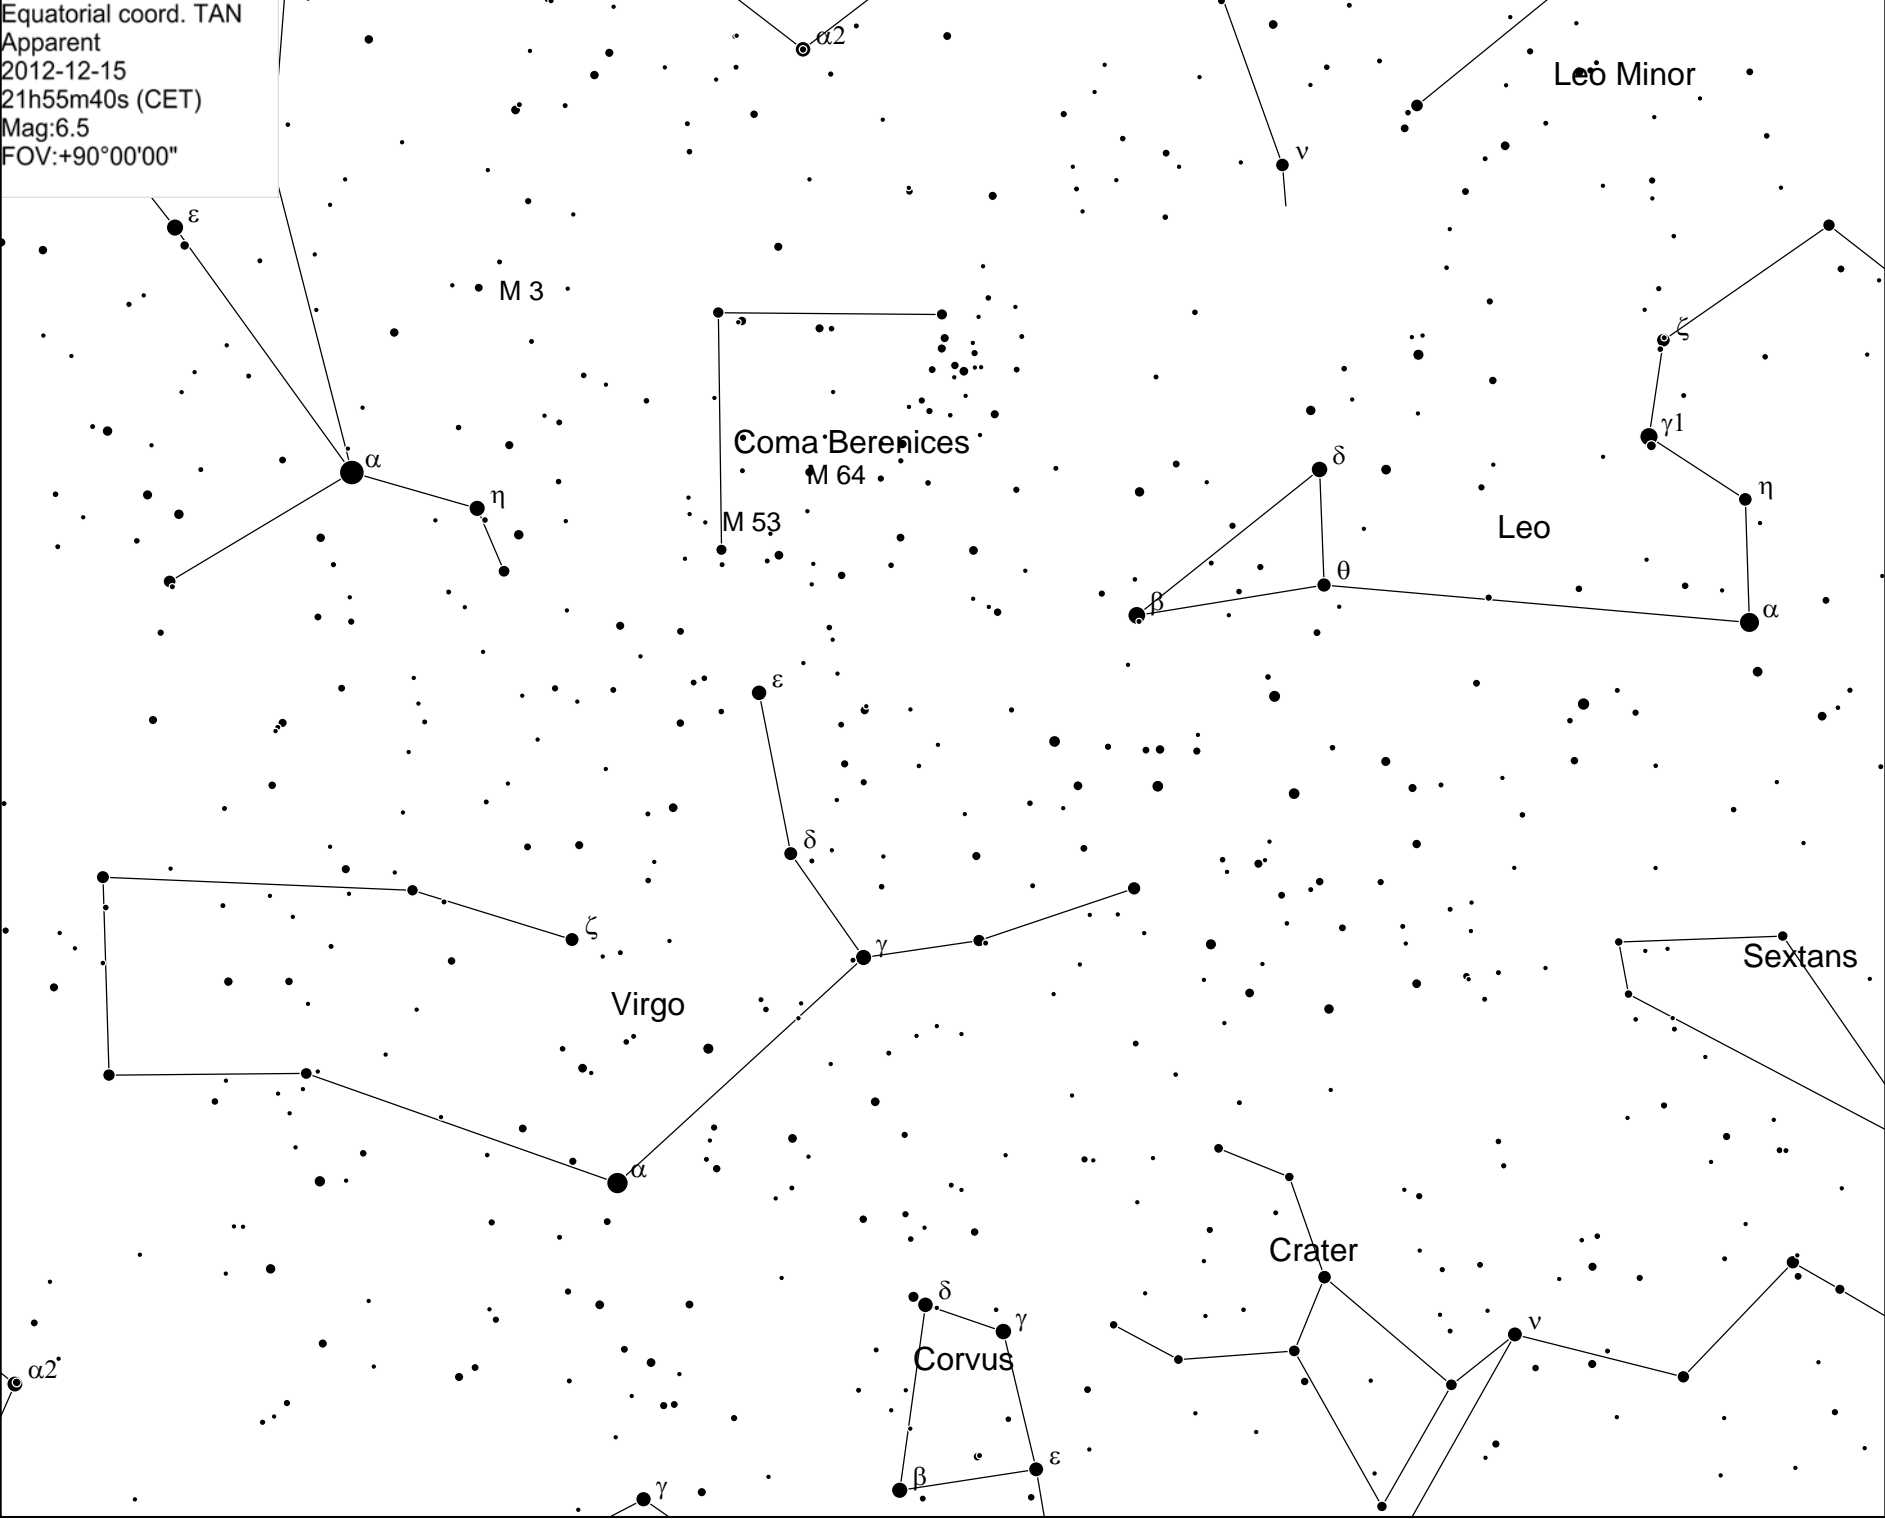 Equatorial coord. TAN
Apparent
2012-12-15
21h55m40s (CET)
Mag:6.5
FOV:+90°00'00"
α2
Leo Minor
ν
ε
M 3
ζ
γ1
Coma Berenices
α
δ
M 64
η
η
M 53
Leo
θ
β
α
ε
δ
ζ
γ
Sextans
Virgo
α
Crater
δ
γ
ν
Corvus
α2
ε
β
γ